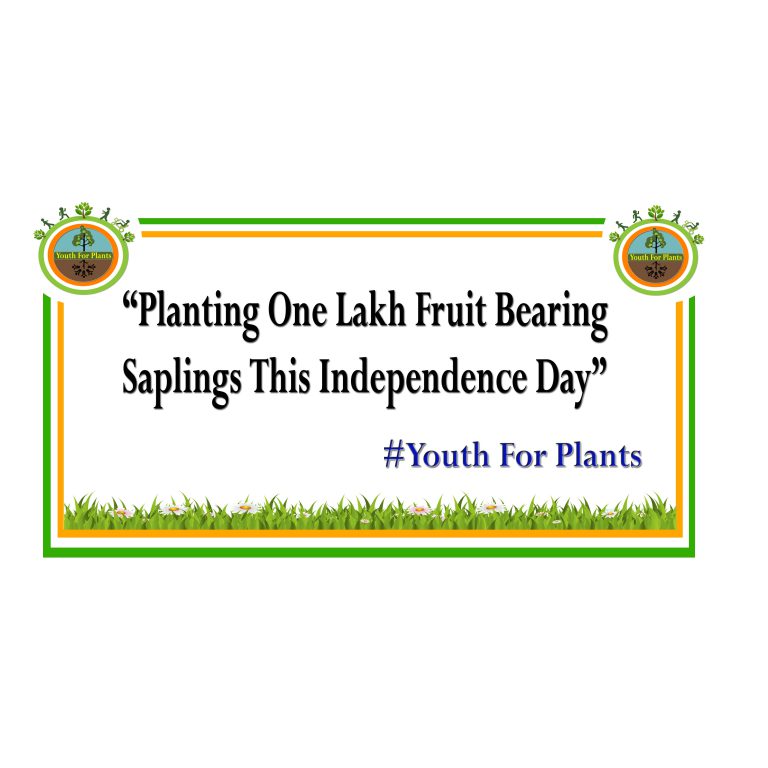 Youth For Plants
Youth For Plants
“Planting One Lakh Fruit Bearing
Saplings This Independence Day”
#Youth For Plants